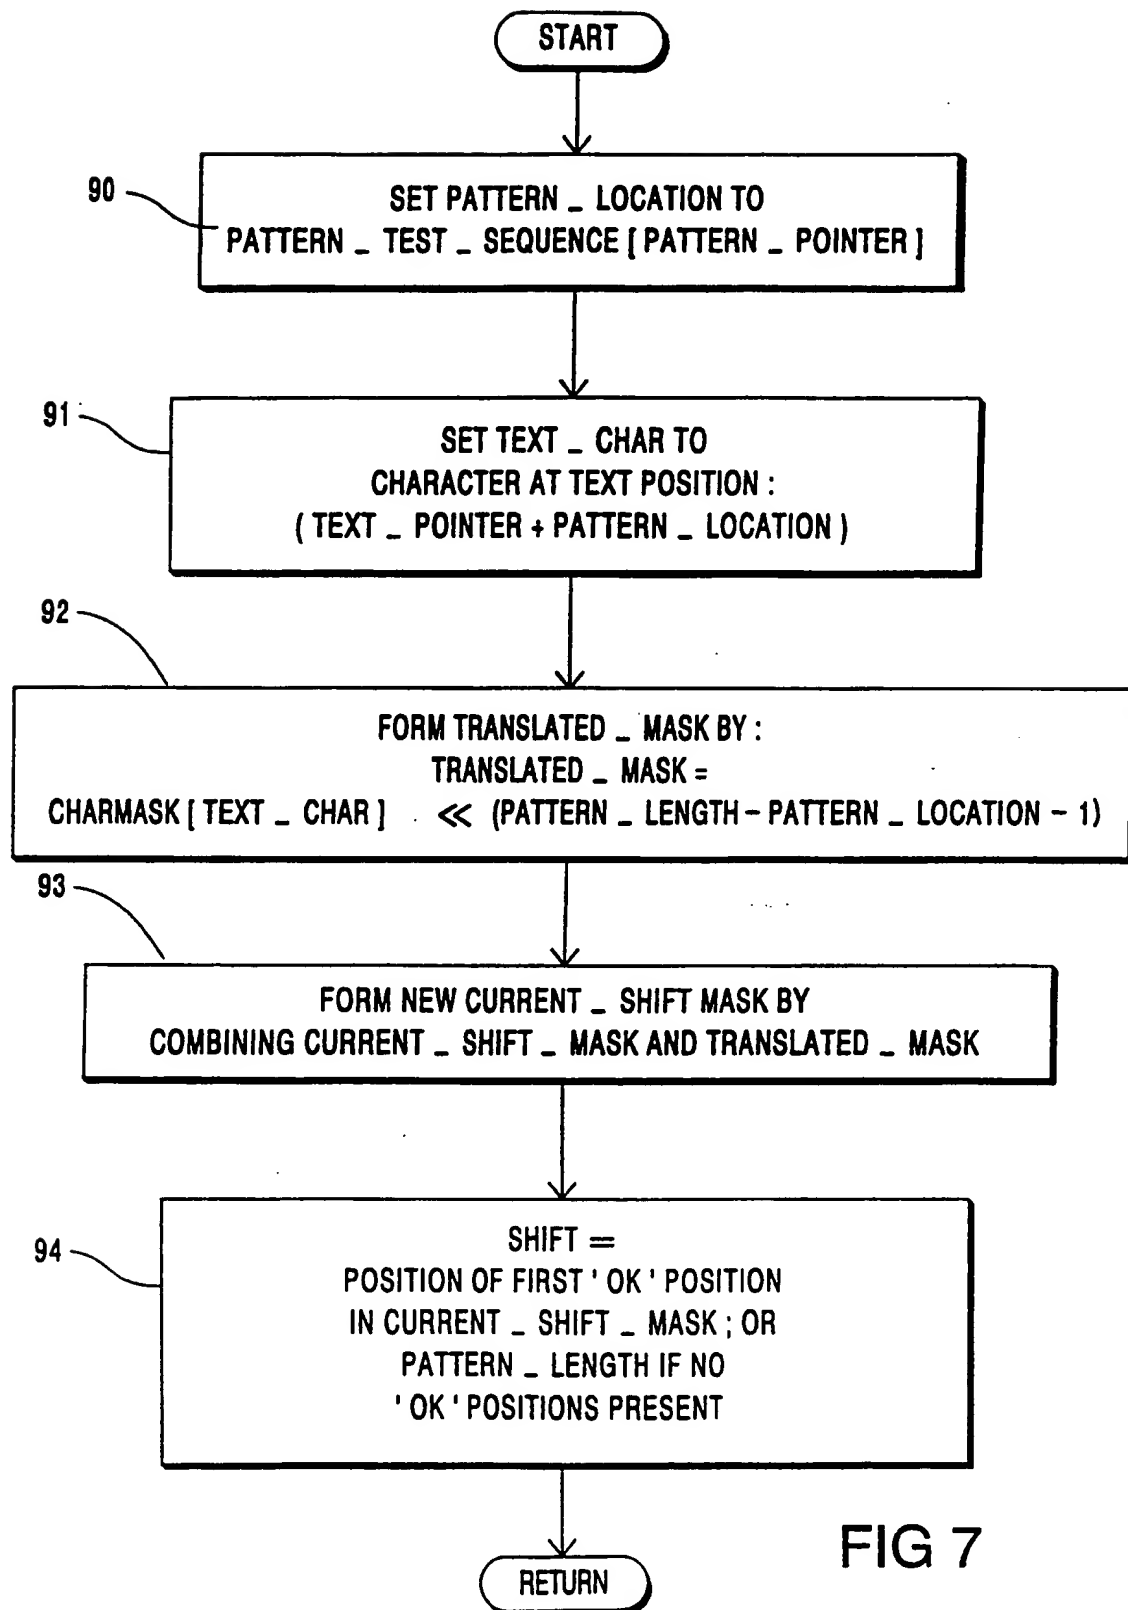 START
90
SET PATTERN _ LOCATION TO
PATTERN _ TEST _ SEQUENCE [ PATTERN _ POINTER ]
91
SET TEXT _ CHAR TO
CHARACTER AT TEXT POSITION :
( TEXT _ POINTER + PATTERN _ LOCATION )
92
FORM TRANSLATED _ MASK BY :
TRANSLATED _ MASK =
CHARMASK [ TEXT _ CHAR ] << (PATTERN _ LENGTH - PATTERN _ LOCATION - 1)
93
FORM NEW CURRENT _ SHIFT MASK BY
COMBINING CURRENT _ SHIFT _ MASK AND TRANSLATED _ MASK
94
SHIFT =
POSITION OF FIRST ' OK ' POSITION
IN CURRENT _ SHIFT _ MASK ; OR
PATTERN _ LENGTH IF NO
' OK ' POSITIONS PRESENT
RETURN
FIG 7